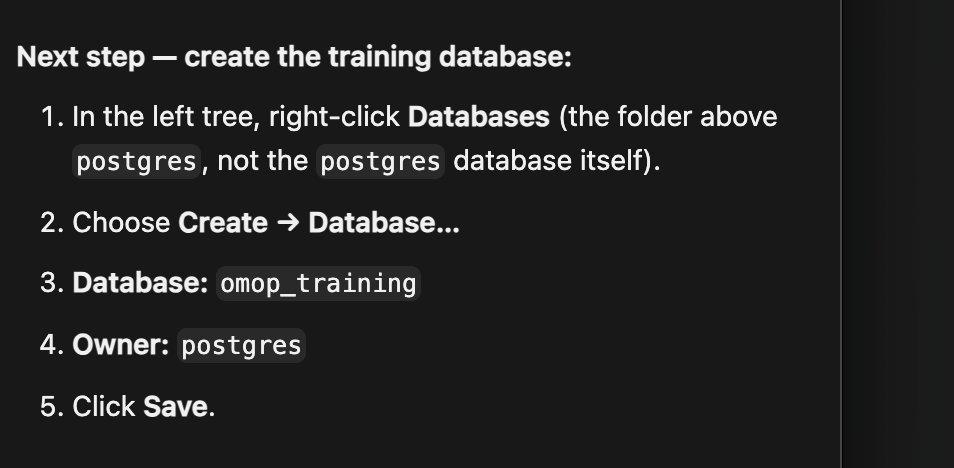 Next step — create the training database:
1. In the left tree, right-click Databases (the folder above
postgres, not the postgres database itself).
2. Choose Create → Database...
3. Database: omop_training
4. Owner: postgres
5. Click Save.